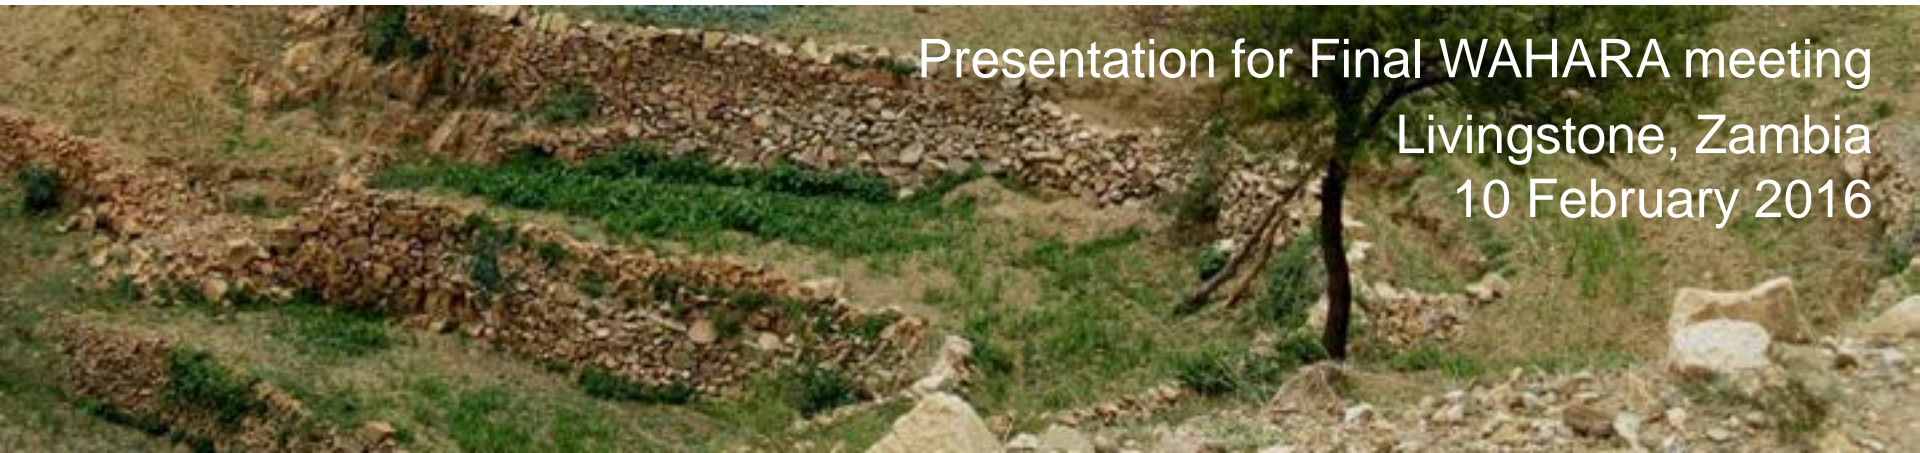 Presentation for Final WAHARA meeting
Livingstone, Zambia
10 February 2016